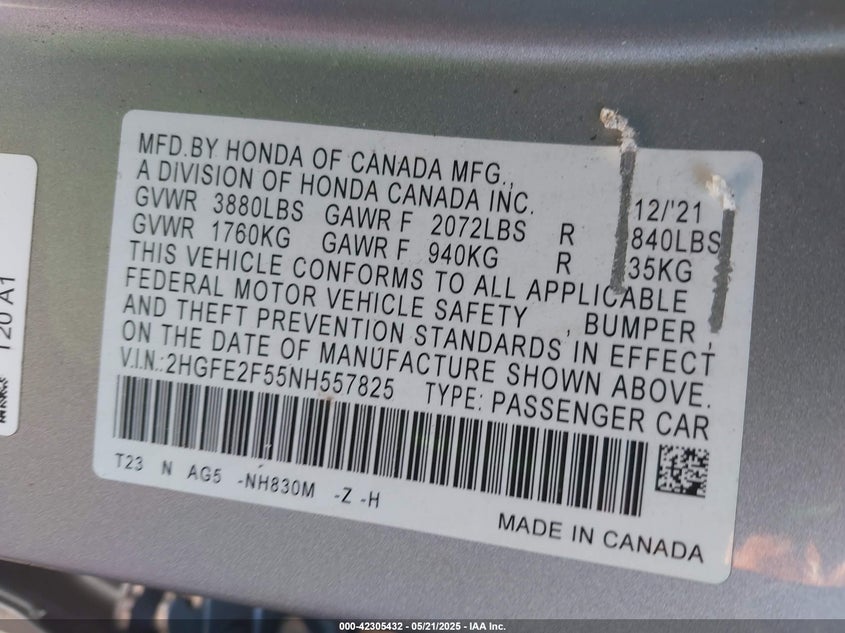 MFD.BY HONDA OF CANADA MFG.,
A DIVISION OF HONDA CANADA INC. 12/'21
GVWR 3880LBS GAWR F 2072LBS R 840LBS
GVWR 1760KG GAWR F 940KG R 35KG
THIS VEHICLE CONFORMS TO ALL APPLICABLE
FEDERAL MOTOR VEHICLE SAFETY , BUMPER ,
AND THEFT PREVENTION STANDARDS IN EFFECT
ON THE DATE OF MANUFACTURE SHOWN ABOVE.
V.I.N.:2HGFE2F55NH557825 TYPE: PASSENGER CAR
T23 N AG5 -NH830M -Z -H
MADE IN CANADA
T20 A1
000-42305432 - 05/21/2025 - IAA Inc.